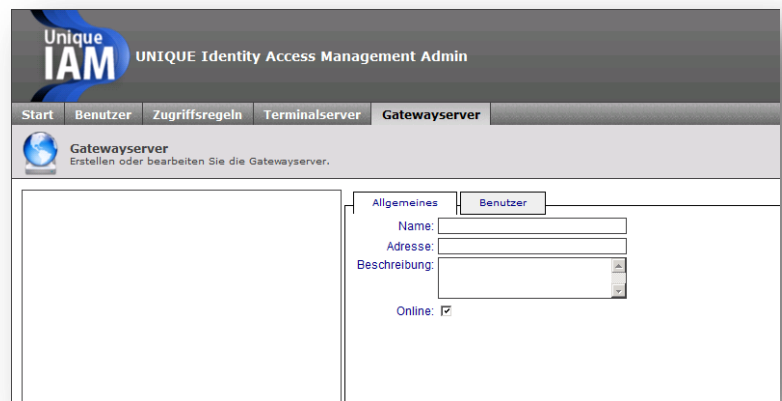 Unique
IAM
UNIQUE Identity Access Management Admin
Start Benutzer Zugriffsregeln Terminalserver Gatewayserver
Gatewayserver
Erstellen oder bearbeiten Sie die Gatewayserver.
Allgemeines Benutzer
Name:
Adresse:
Beschreibung:
Online: